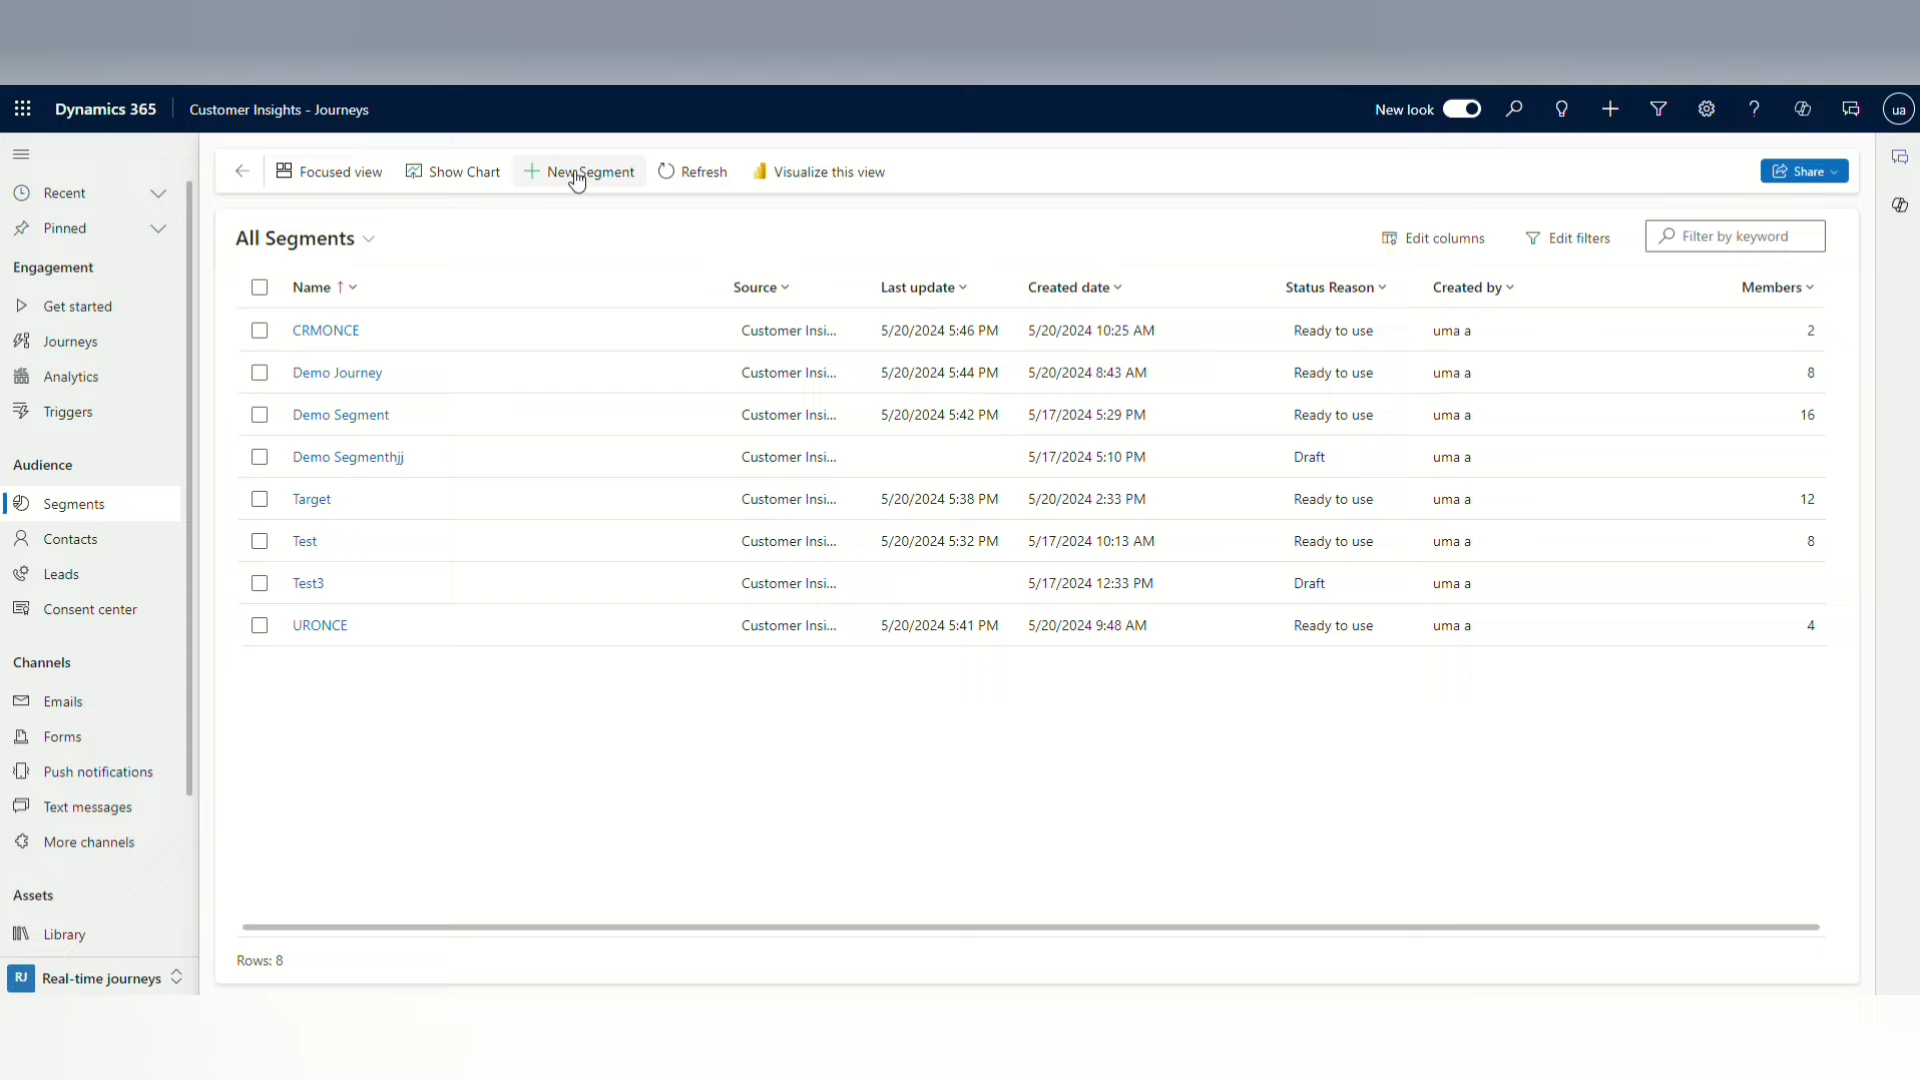 Dynamics 365 Customer Insights - Journeys New look ua
Focused view Show Chart New Segment Refresh Visualize this view Share
Recent
Pinned
Engagement
Get started
Journeys
Analytics
Triggers
Audience
Segments
Contacts
Leads
Consent center
Channels
Emails
Forms
Push notifications
Text messages
More channels
Assets
Library
RJ Real-time journeys
All Segments Edit columns Edit filters Filter by keyword
Name ↑ Source Last update Created date Status Reason Created by Members
CRMONCE Customer Insi... 5/20/2024 5:46 PM 5/20/2024 10:25 AM Ready to use uma a 2
Demo Journey Customer Insi... 5/20/2024 5:44 PM 5/20/2024 8:43 AM Ready to use uma a 8
Demo Segment Customer Insi... 5/20/2024 5:42 PM 5/17/2024 5:29 PM Ready to use uma a 16
Demo Segmenthjj Customer Insi... 5/17/2024 5:10 PM Draft uma a
Target Customer Insi... 5/20/2024 5:38 PM 5/20/2024 2:33 PM Ready to use uma a 12
Test Customer Insi... 5/20/2024 5:32 PM 5/17/2024 10:13 AM Ready to use uma a 8
Test3 Customer Insi... 5/17/2024 12:33 PM Draft uma a
URONCE Customer Insi... 5/20/2024 5:41 PM 5/20/2024 9:48 AM Ready to use uma a 4
Rows: 8